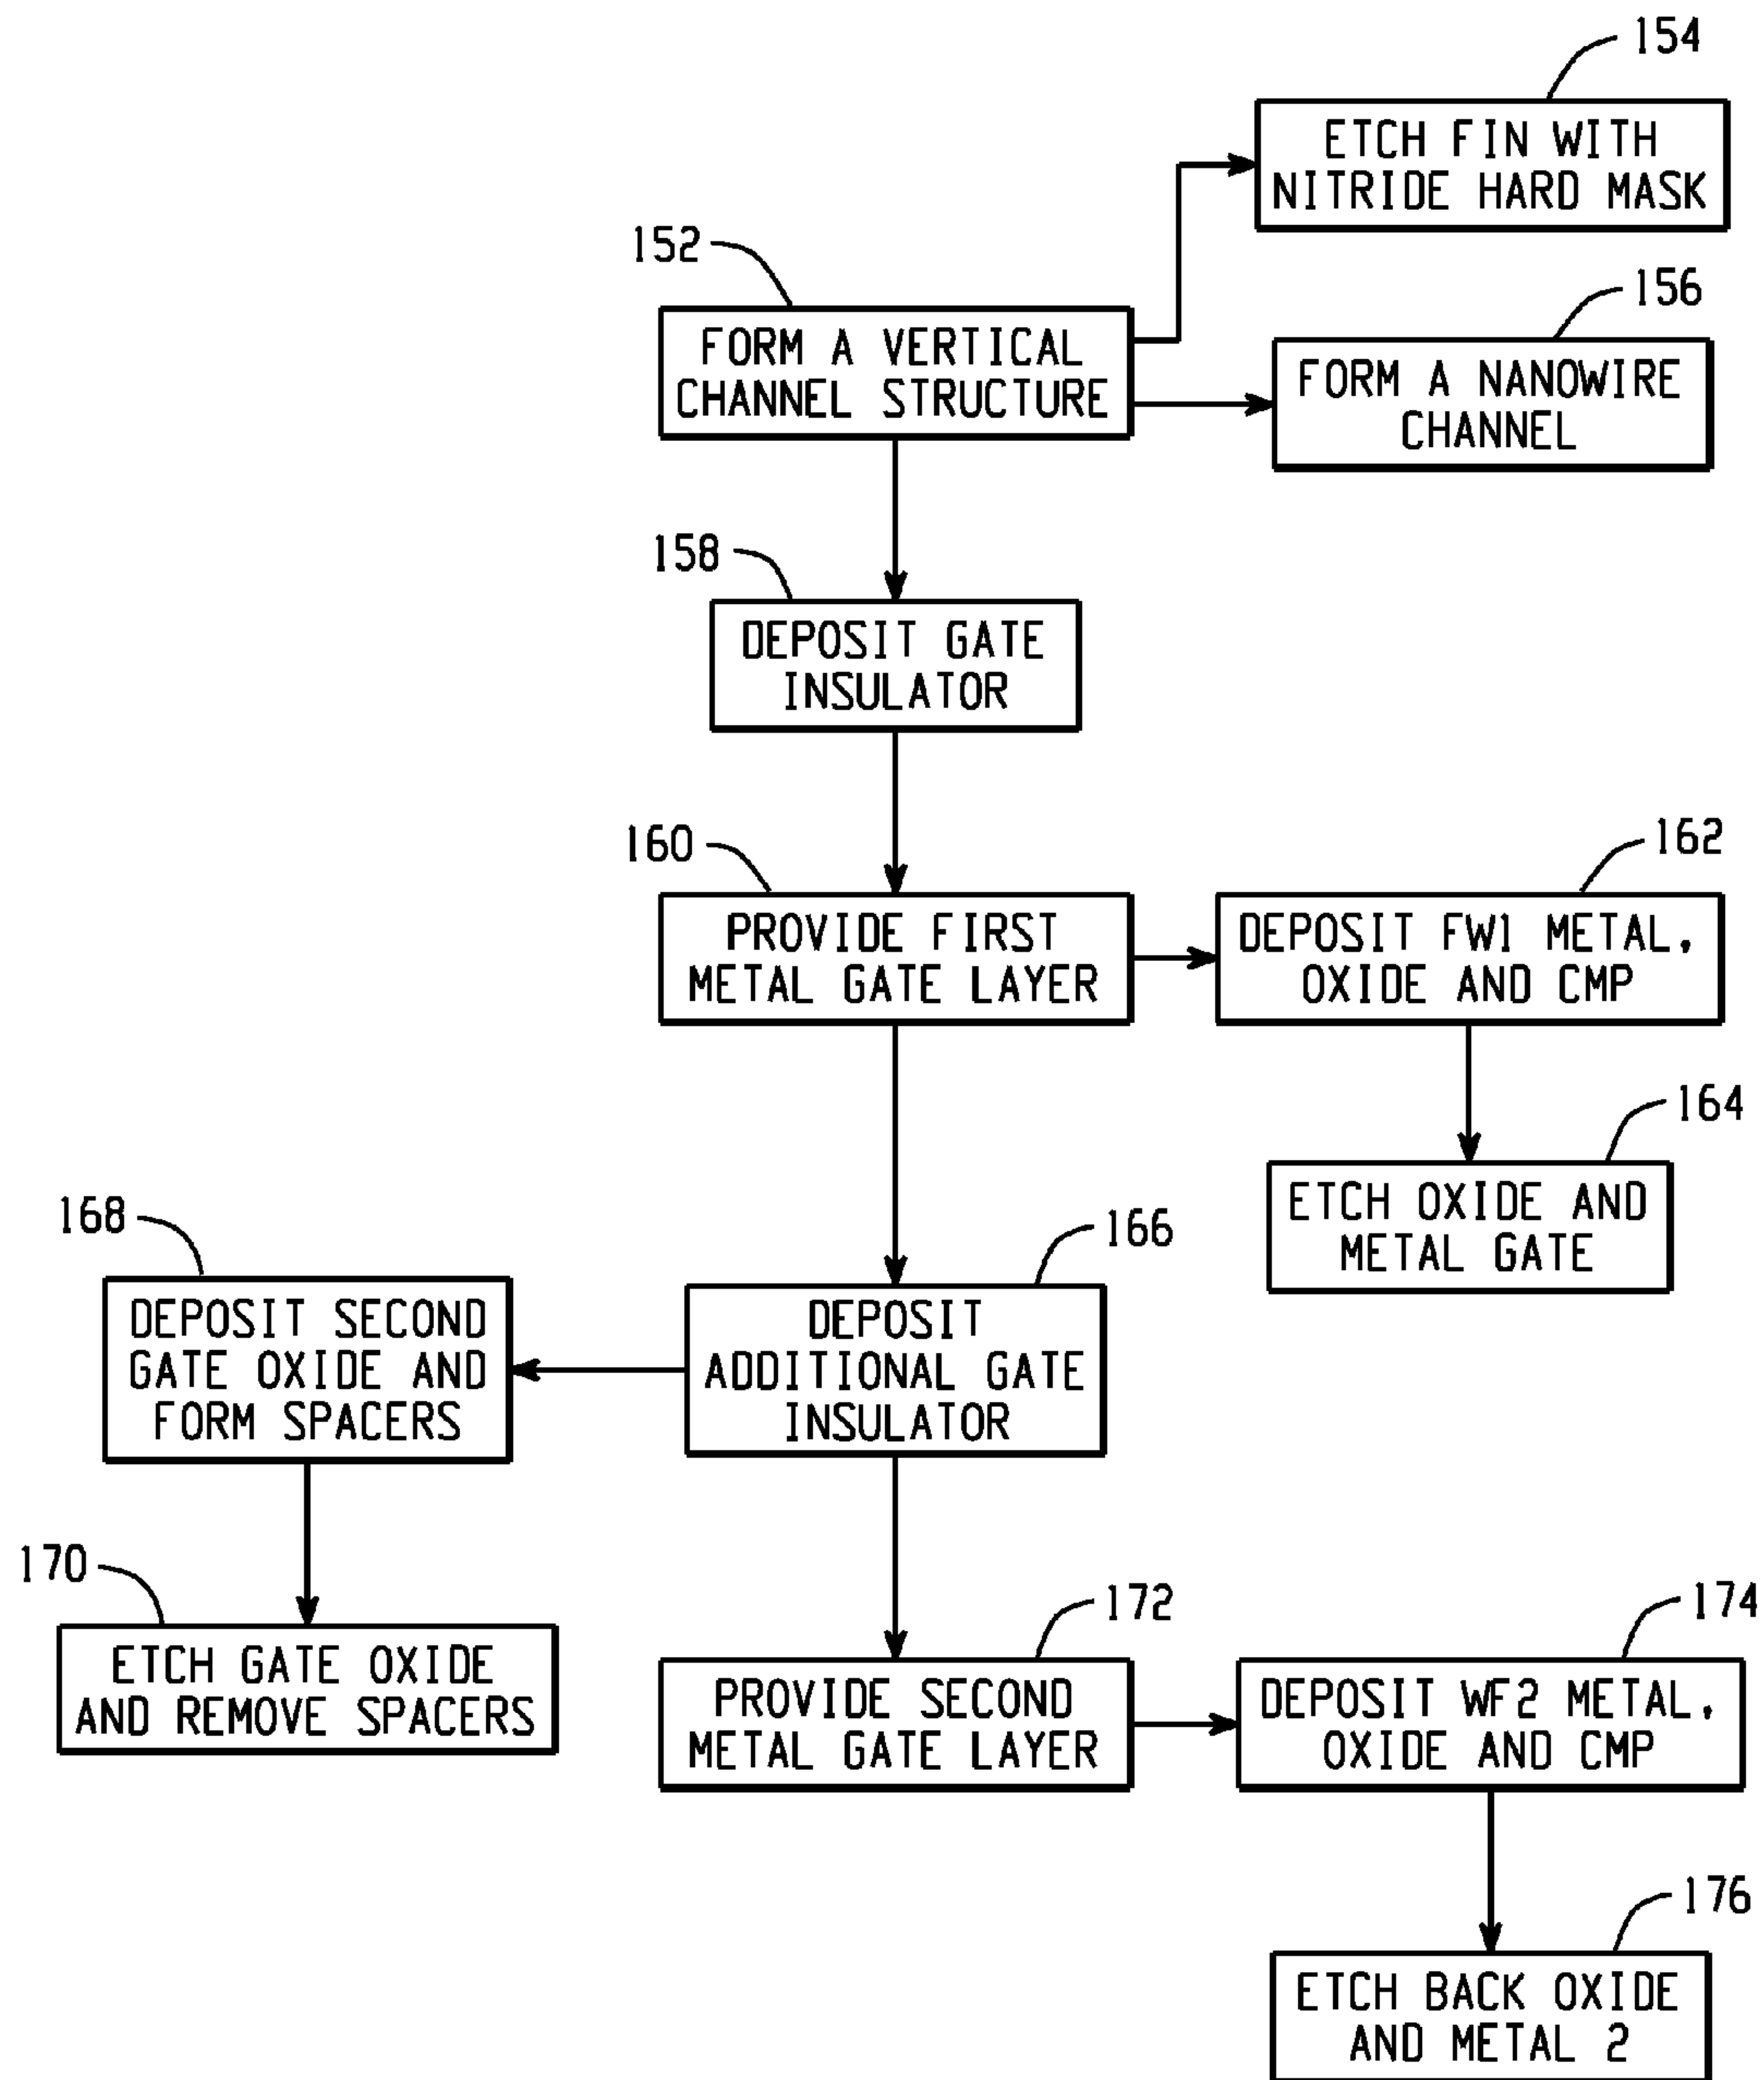 154
ETCH FIN WITH
NITRIDE HARD MASK
152
156
FORM A VERTICAL
CHANNEL STRUCTURE
FORM A NANOWIRE
CHANNEL
158
DEPOSIT GATE
INSULATOR
160
162
PROVIDE FIRST
METAL GATE LAYER
DEPOSIT FW1 METAL,
OXIDE AND CMP
164
ETCH OXIDE AND
METAL GATE
168
166
DEPOSIT SECOND
GATE OXIDE AND
FORM SPACERS
DEPOSIT
ADDITIONAL GATE
INSULATOR
170
ETCH GATE OXIDE
AND REMOVE SPACERS
172
174
PROVIDE SECOND
METAL GATE LAYER
DEPOSIT WF2 METAL,
OXIDE AND CMP
176
ETCH BACK OXIDE
AND METAL 2